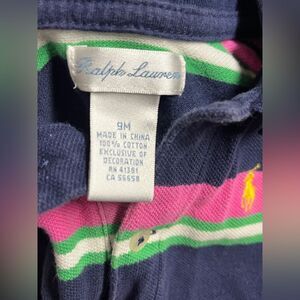 Ralph Lauren
9M
MADE IN CHINA
100% COTTON
EXCLUSIVE OF
DECORATION
RN 41381
CA 56658